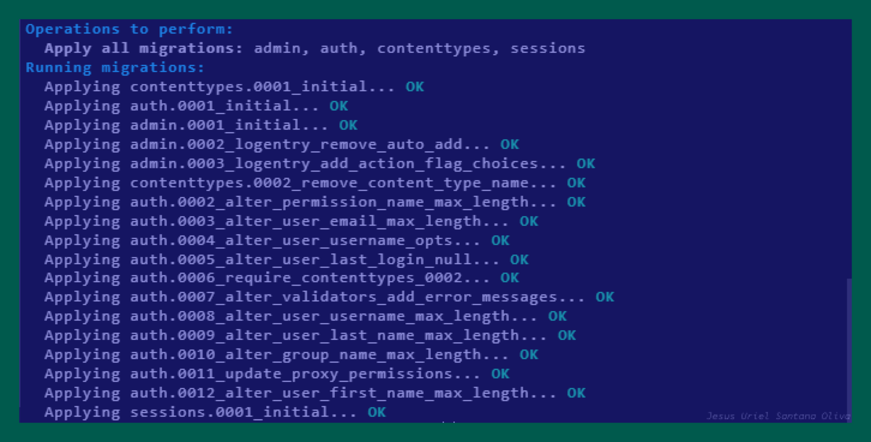 Operations to perform:
Apply all migrations: admin, auth, contenttypes, sessions
Running migrations:
Applying contenttypes.0001_initial... OK
Applying auth.0001_initial... OK
Applying admin.0001_initial... OK
Applying admin.0002_logentry_remove_auto_add... OK
Applying admin.0003_logentry_add_action_flag_choices... OK
Applying contenttypes.0002_remove_content_type_name... OK
Applying auth.0002_alter_permission_name_max_length... OK
Applying auth.0003_alter_user_email_max_length... OK
Applying auth.0004_alter_user_username_opts... OK
Applying auth.0005_alter_user_last_login_null... OK
Applying auth.0006_require_contenttypes_0002... OK
Applying auth.0007_alter_validators_add_error_messages... OK
Applying auth.0008_alter_user_username_max_length... OK
Applying auth.0009_alter_user_last_name_max_length... OK
Applying auth.0010_alter_group_name_max_length... OK
Applying auth.0011_update_proxy_permissions... OK
Applying auth.0012_alter_user_first_name_max_length... OK
Applying sessions.0001_initial... OK
Jesus Uriel Santana Oliva